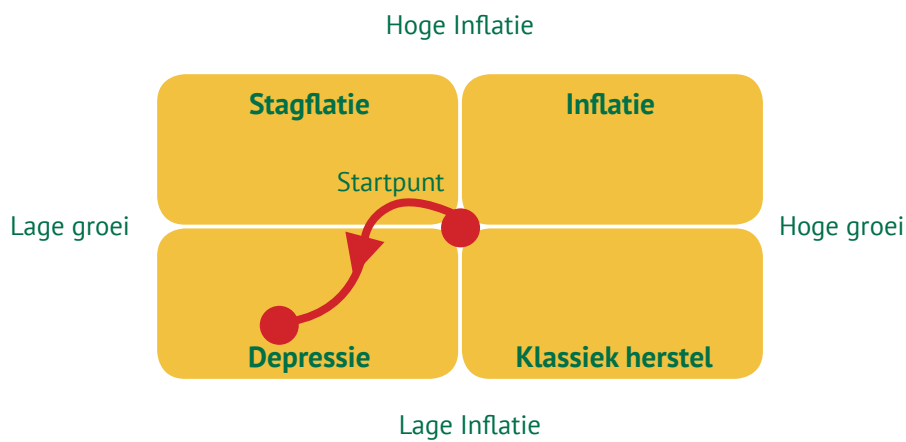 Hoge Inflatie
Stagflatie
Inflatie
Startpunt
Lage groei
Hoge groei
Depressie
Klassiek herstel
Lage Inflatie